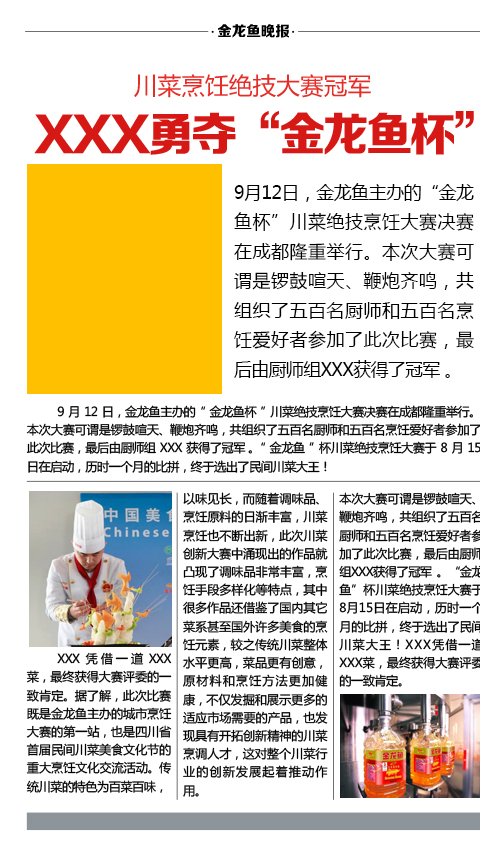 ·金龙鱼晚报·
川菜烹饪绝技大赛冠军
XXX勇夺“金龙鱼杯”
9月12日，金龙鱼主办的“金龙
鱼杯”川菜绝技烹饪大赛决赛
在成都隆重举行。本次大赛可
谓是锣鼓喧天、鞭炮齐鸣，共
组织了五百名厨师和五百名烹
饪爱好者参加了此次比赛，最
后由厨师组XXX获得了冠军 。
9 月 12 日，金龙鱼主办的 “ 金龙鱼杯 ” 川菜绝技烹饪大赛决赛在成都隆重举行。
本次大赛可谓是锣鼓喧天、鞭炮齐鸣，共组织了五百名厨师和五百名烹饪爱好者参加了
此次比赛，最后由厨师组 XXX 获得了冠军 。“ 金龙鱼 ” 杯川菜绝技烹饪大赛于 8 月 15
日在启动，历时一个月的比拼，终于选出了民间川菜大王！
中国美食
Chinese
XXX 凭借一道 XXX
菜，最终获得大赛评委的一
致肯定。据了解，此次比赛
既是金龙鱼主办的城市烹饪
大赛的第一站，也是四川省
首届民间川菜美食文化节的
重大烹饪文化交流活动。传
统川菜的特色为百菜百味，
以味见长，而随着调味品、
烹饪原料的日渐丰富，川菜
烹饪也不断出新，此次川菜
创新大赛中涌现出的作品就
凸现了调味品非常丰富，烹
饪手段多样化等特点，其中
很多作品还借鉴了国内其它
菜系甚至国外许多美食的烹
饪元素，较之传统川菜整体
水平更高，菜品更有创意，
原材料和烹饪方法更加健
康，不仅发掘和展示更多的
适应市场需要的产品，也发
现具有开拓创新精神的川菜
烹调人才，这对整个川菜行
业的创新发展起着推动作
用。
本次大赛可谓是锣鼓喧天、
鞭炮齐鸣，共组织了五百名
厨师和五百名烹饪爱好者参
加了此次比赛，最后由厨师
组XXX获得了冠军 。“金龙
鱼”杯川菜绝技烹饪大赛于
8月15日在启动，历时一个
月的比拼，终于选出了民间
川菜大王！XXX凭借一道
XXX菜，最终获得大赛评委
的一致肯定。
金龙鱼